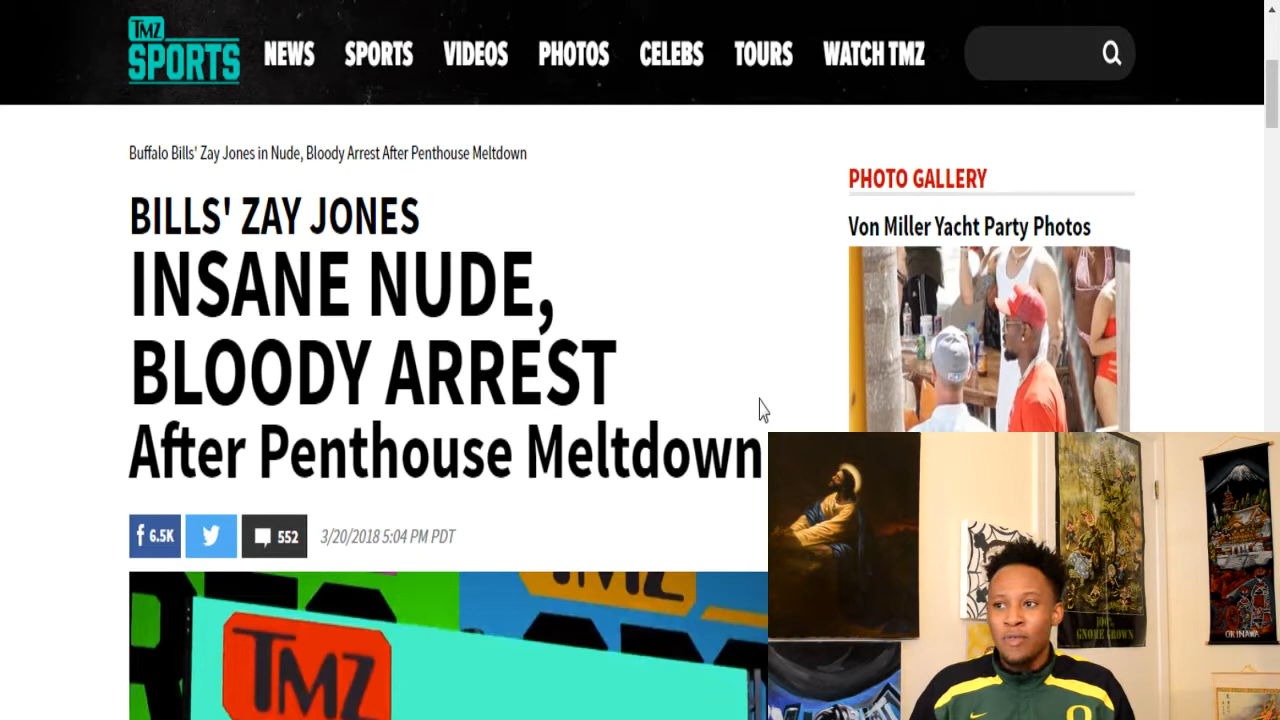 TMZ
SPORTS
NEWS SPORTS VIDEOS PHOTOS CELEBS TOURS WATCH TMZ
Buffalo Bills' Zay Jones in Nude, Bloody Arrest After Penthouse Meltdown
BILLS' ZAY JONES
INSANE NUDE,
BLOODY ARREST
After Penthouse Meltdown
6.5K
552
3/20/2018 5:04 PM PDT
TMZ
TMZ
PHOTO GALLERY
Von Miller Yacht Party Photos
100%
GNOME GROWN
OKINAWA
O